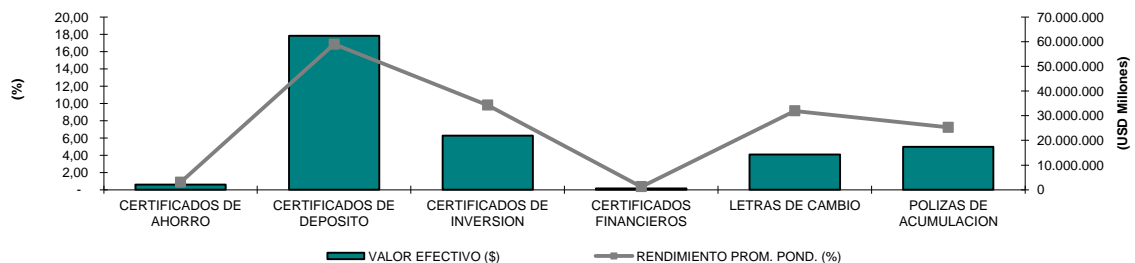 20,00
18,00
16,00
14,00
12,00
10,00
8,00
6,00
4,00
2,00
-
(%)
70.000.000
60.000.000
50.000.000
40.000.000
30.000.000
20.000.000
10.000.000
0
(USD Millones)
CERTIFICADOS DE AHORRO
CERTIFICADOS DE DEPOSITO
CERTIFICADOS DE INVERSION
CERTIFICADOS FINANCIEROS
LETRAS DE CAMBIO
POLIZAS DE ACUMULACION
VALOR EFECTIVO ($)
RENDIMIENTO PROM. POND. (%)